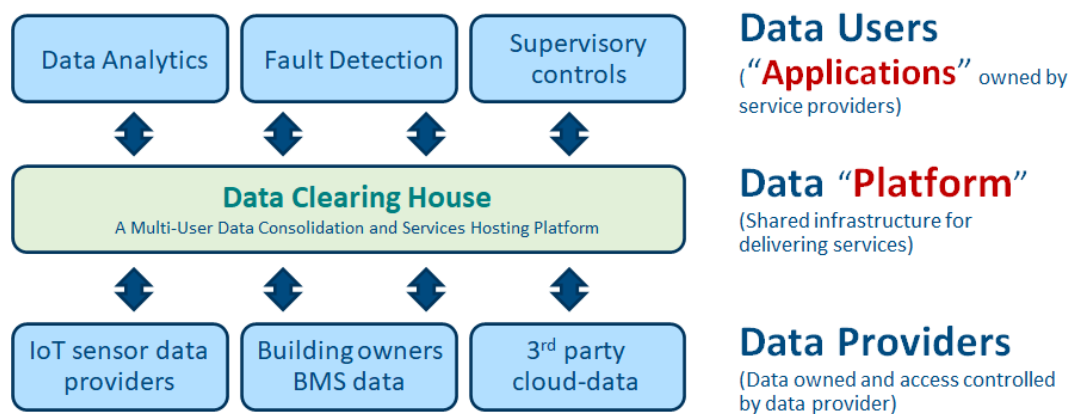 Data Analytics
Fault Detection
Supervisory
controls
Data Users
(“Applications” owned by
service providers)
Data Clearing House
A Multi-User Data Consolidation and Services Hosting Platform
Data “Platform”
(Shared infrastructure for
delivering services)
IoT sensor data
providers
Building owners
BMS data
3rd party
cloud-data
Data Providers
(Data owned and access controlled
by data provider)